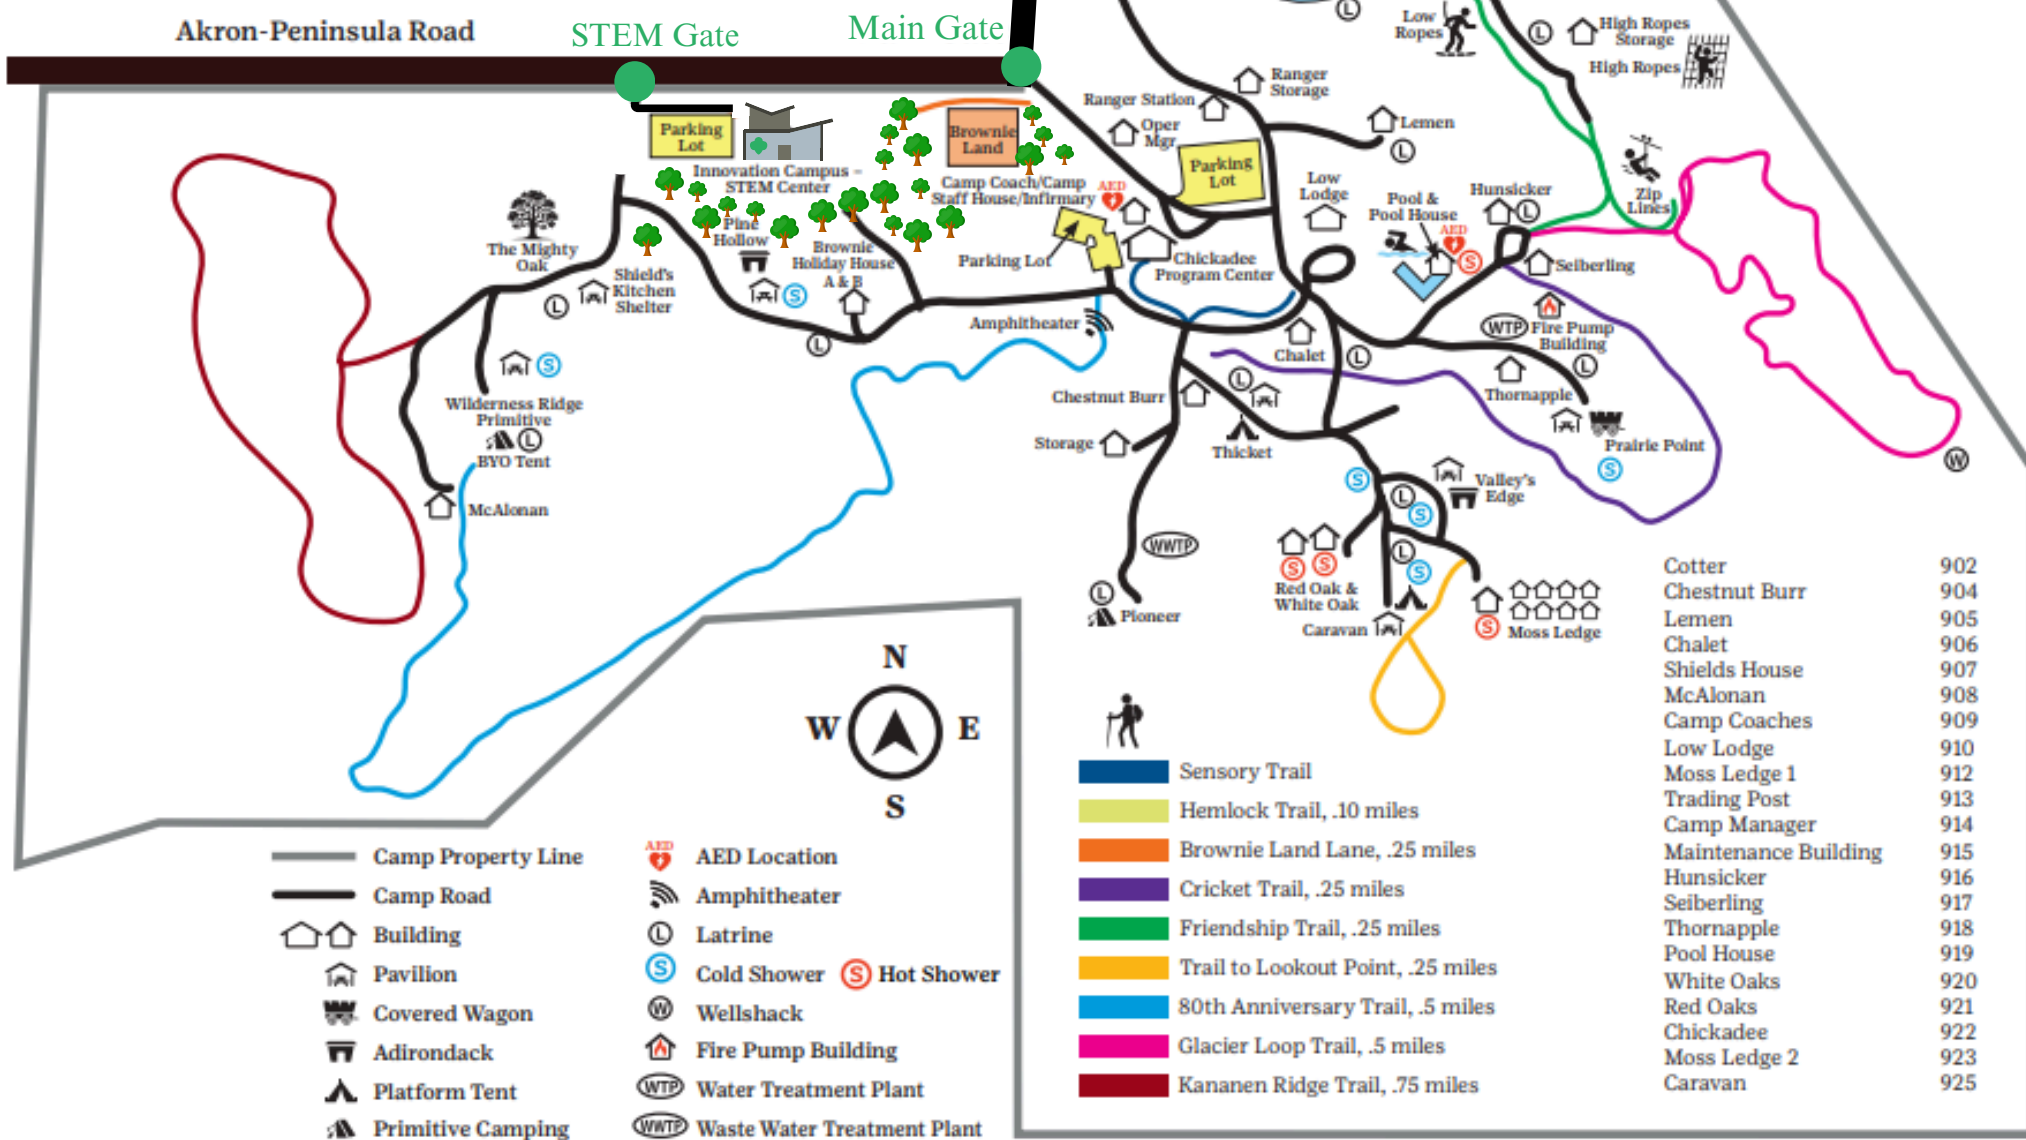 Akron-Peninsula Road
STEM Gate
Main Gate
L
Low
Ropes
L
High Ropes
Storage
High Ropes
Ranger
Storage
Ranger Station
Oper
Mgr
Lemen
L
Parking
Lot
Brownie
Land
Parking
Lot
Innovation Campus –
STEM Center
Camp Coach/Camp
Staff House/Infirmary
AED
Low
Lodge
Pool &
Pool House
AED
S
Hunsicker
L
Zip
Lines
The Mighty
Oak
Pine
Hollow
S
Brownie
Holiday House
A & B
Parking Lot
Chickadee
Program Center
Seiberling
L
Shield's
Kitchen
Shelter
L
Amphitheater
Chalet
L
WTP
Fire Pump
Building
L
S
Wilderness Ridge
Primitive
L
BYO Tent
McAlonan
Chestnut Burr
L
Thicket
Storage
Thornapple
Prairie Point
S
W
S
L
S
Valley's
Edge
WWTP
L
Pioneer
S
S
Red Oak &
White Oak
L
S
Caravan
S
Moss Ledge
N
W
E
S
Camp Property Line
Camp Road
Building
Pavilion
Covered Wagon
Adirondack
Platform Tent
Primitive Camping
AED
AED Location
Amphitheater
L Latrine
S Cold Shower
S Hot Shower
W Wellshack
Fire Pump Building
WTP Water Treatment Plant
WWTP Waste Water Treatment Plant
Sensory Trail
Hemlock Trail, .10 miles
Brownie Land Lane, .25 miles
Cricket Trail, .25 miles
Friendship Trail, .25 miles
Trail to Lookout Point, .25 miles
80th Anniversary Trail, .5 miles
Glacier Loop Trail, .5 miles
Kananen Ridge Trail, .75 miles
Cotter 902
Chestnut Burr 904
Lemen 905
Chalet 906
Shields House 907
McAlonan 908
Camp Coaches 909
Low Lodge 910
Moss Ledge 1 912
Trading Post 913
Camp Manager 914
Maintenance Building 915
Hunsicker 916
Seiberling 917
Thornapple 918
Pool House 919
White Oaks 920
Red Oaks 921
Chickadee 922
Moss Ledge 2 923
Caravan 925